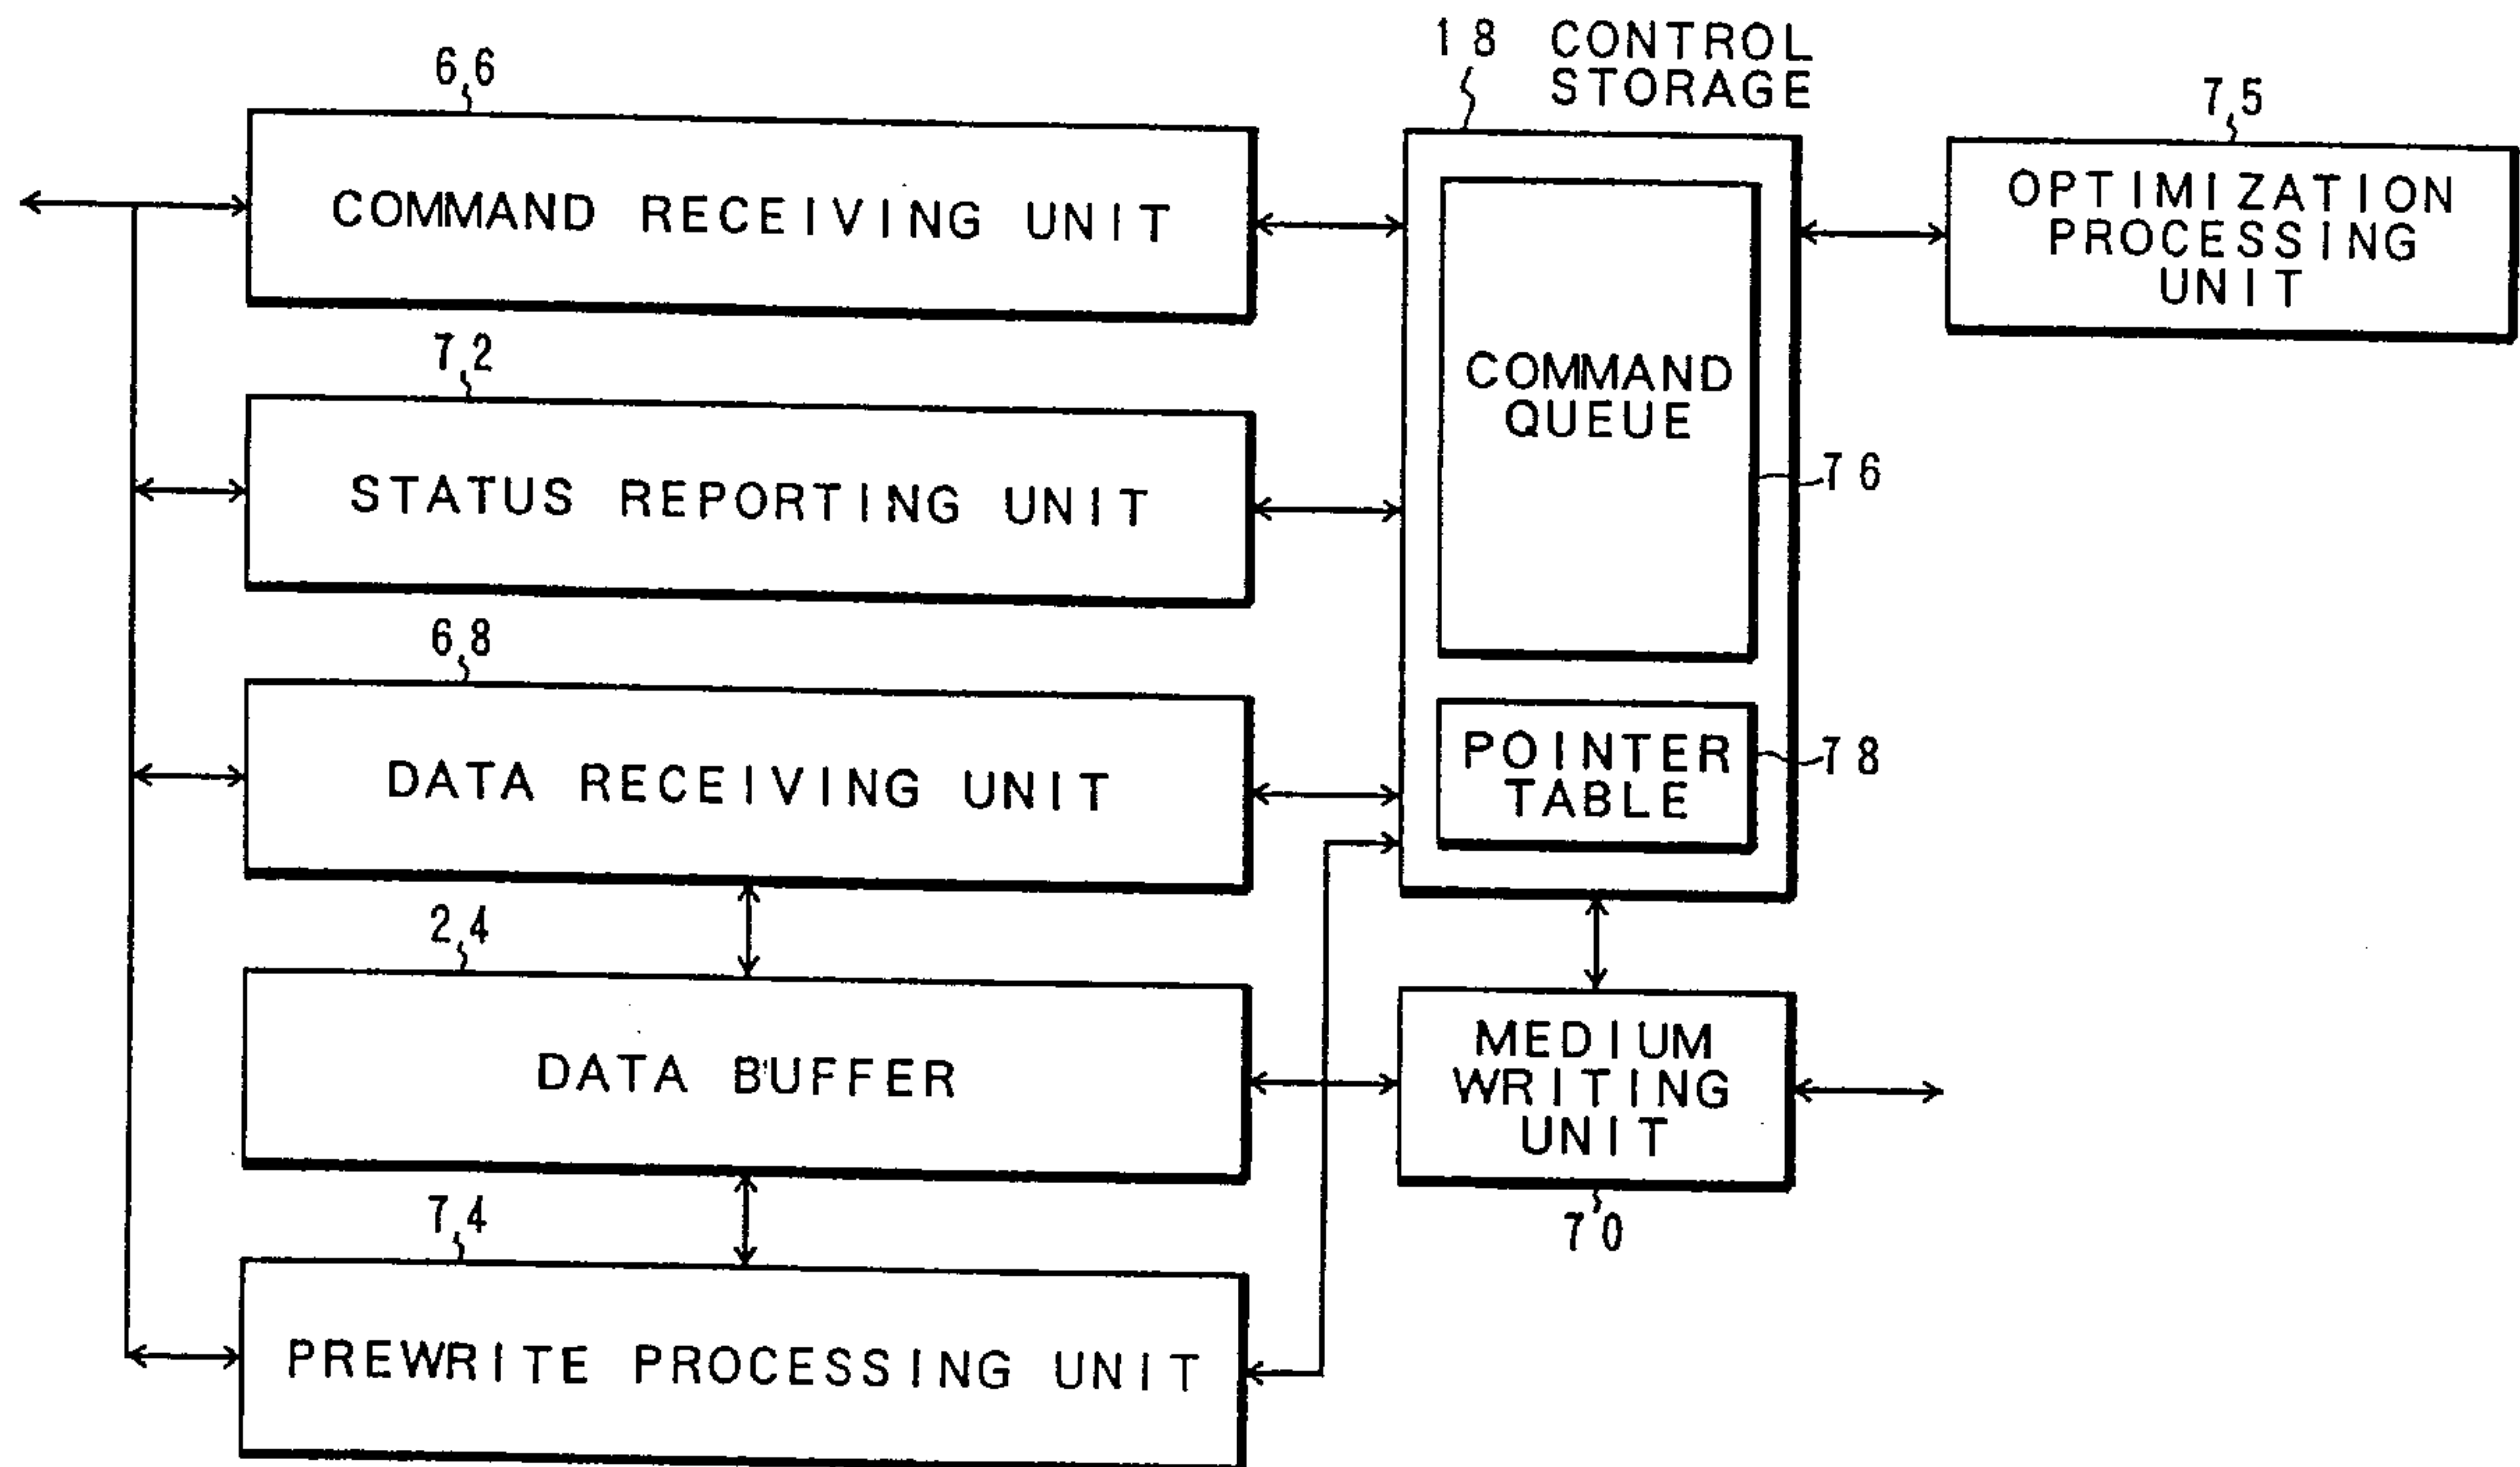 18 CONTROL
STORAGE
66
75
COMMAND RECEIVING UNIT
OPTIMIZATION
PROCESSING
UNIT
72
COMMAND
QUEUE
76
STATUS REPORTING UNIT
68
POINTER
TABLE
78
DATA RECEIVING UNIT
24
MEDIUM
WRITING
UNIT
DATA BUFFER
74
70
PREWRITE PROCESSING UNIT